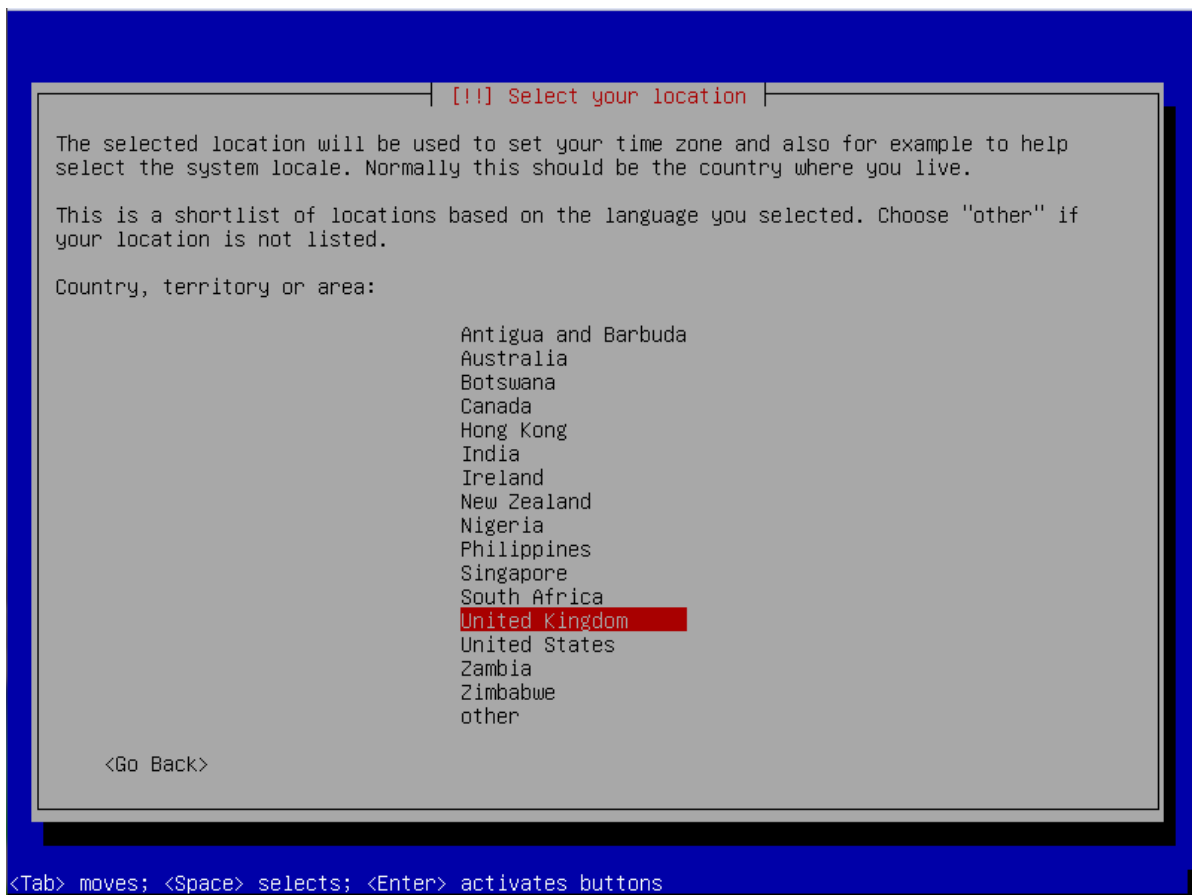 [!!] Select your location
The selected location will be used to set your time zone and also for example to help
select the system locale. Normally this should be the country where you live.
This is a shortlist of locations based on the language you selected. Choose "other" if
your location is not listed.
Country, territory or area:
Antigua and Barbuda
Australia
Botswana
Canada
Hong Kong
India
Ireland
New Zealand
Nigeria
Philippines
Singapore
South Africa
United Kingdom
United States
Zambia
Zimbabwe
other
<Go Back>
<Tab> moves; <Space> selects; <Enter> activates buttons